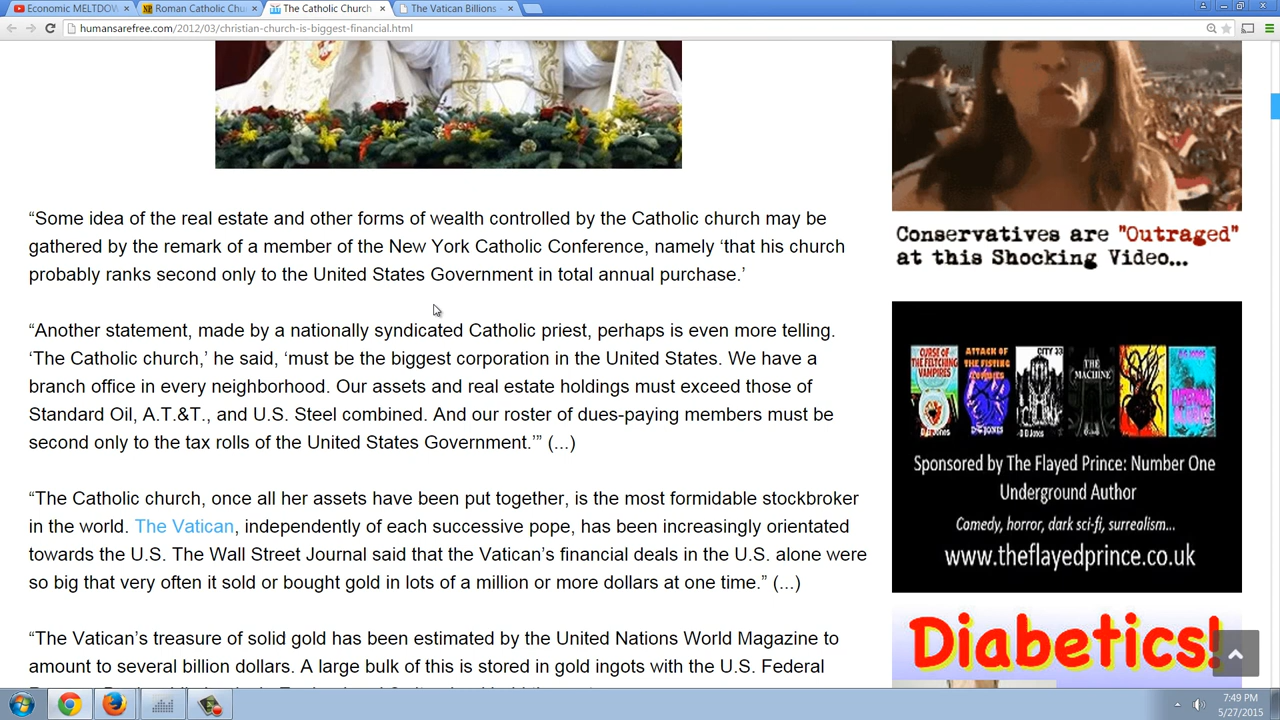 Economic MELTDOW
Roman Catholic Chu
The Catholic Church
The Vatican Billions -
humansarefree.com/2012/03/christian-church-is-biggest-financial.html
“Some idea of the real estate and other forms of wealth controlled by the Catholic church may be
gathered by the remark of a member of the New York Catholic Conference, namely ‘that his church
probably ranks second only to the United States Government in total annual purchase.’
“Another statement, made by a nationally syndicated Catholic priest, perhaps is even more telling.
‘The Catholic church,’ he said, ‘must be the biggest corporation in the United States. We have a
branch office in every neighborhood. Our assets and real estate holdings must exceed those of
Standard Oil, A.T.&T., and U.S. Steel combined. And our roster of dues-paying members must be
second only to the tax rolls of the United States Government.’” (...)
“The Catholic church, once all her assets have been put together, is the most formidable stockbroker
in the world. The Vatican, independently of each successive pope, has been increasingly orientated
towards the U.S. The Wall Street Journal said that the Vatican’s financial deals in the U.S. alone were
so big that very often it sold or bought gold in lots of a million or more dollars at one time.” (...)
“The Vatican’s treasure of solid gold has been estimated by the United Nations World Magazine to
amount to several billion dollars. A large bulk of this is stored in gold ingots with the U.S. Federal
Conservatives are "Outraged"
at this Shocking Video...
CURSE OF THE FELTCHING VAMPIRES
ATTACK OF THE FISTING ZOMBIES
CITY 33
THE MACHINE
Sponsored by The Flayed Prince: Number One
Underground Author
Comedy, horror, dark sci-fi, surrealism...
www.theflayedprince.co.uk
Diabetics!
7:49 PM
5/27/2015